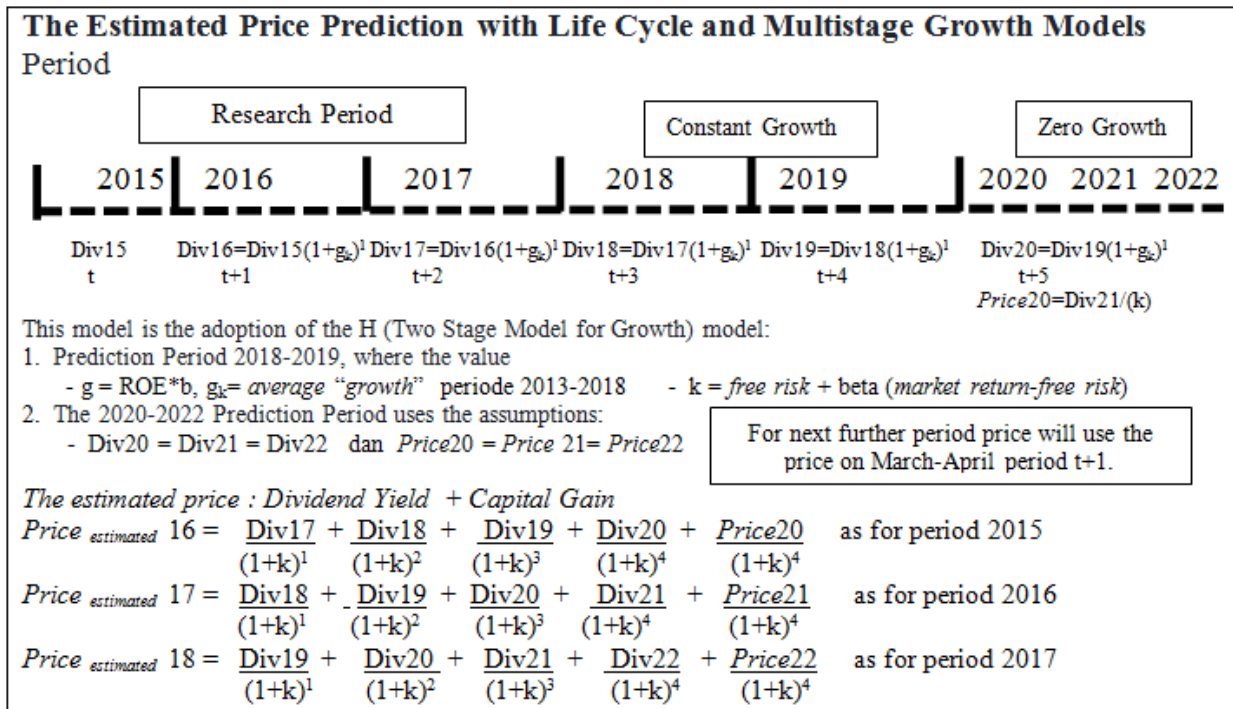 The Estimated Price Prediction with Life Cycle and Multistage Growth Models
Period
Research Period
Constant Growth
Zero Growth
2015 2016 2017 2018 2019 2020 2021 2022
Div15 Div16=Div15(1+gₖ)¹ Div17=Div16(1+gₖ)¹ Div18=Div17(1+gₖ)¹ Div19=Div18(1+gₖ)¹ Div20=Div19(1+gₖ)¹
t t+1 t+2 t+3 t+4 t+5
Price20=Div21/(k)
This model is the adoption of the H (Two Stage Model for Growth) model:
1. Prediction Period 2018-2019, where the value
- g = ROE*b, gₖ= average “growth” periode 2013-2018 - k = free risk + beta (market return-free risk)
2. The 2020-2022 Prediction Period uses the assumptions:
- Div20 = Div21 = Div22 dan Price20 = Price 21= Price22
For next further period price will use the
price on March-April period t+1.
The estimated price : Dividend Yield + Capital Gain
Price estimated 16 = Div17 + Div18 + Div19 + Div20 + Price20 as for period 2015
(1+k)¹ (1+k)² (1+k)³ (1+k)⁴ (1+k)⁴
Price estimated 17 = Div18 + Div19 + Div20 + Div21 + Price21 as for period 2016
(1+k)¹ (1+k)² (1+k)³ (1+k)⁴ (1+k)⁴
Price estimated 18 = Div19 + Div20 + Div21 + Div22 + Price22 as for period 2017
(1+k)¹ (1+k)² (1+k)³ (1+k)⁴ (1+k)⁴